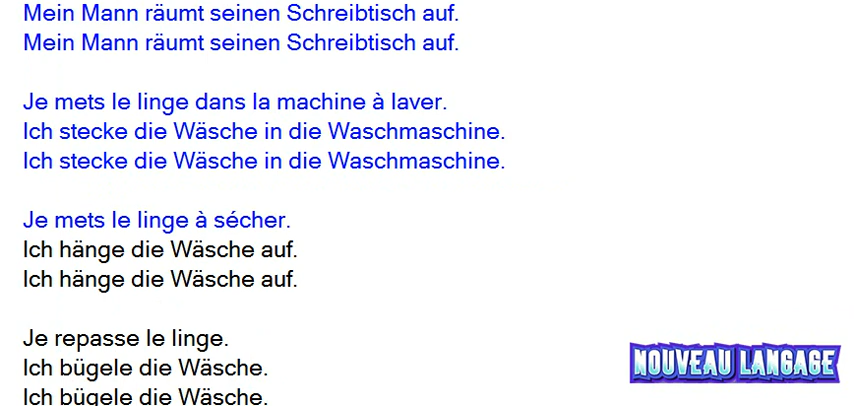 Mein Mann räumt seinen Schreibtisch auf.
Mein Mann räumt seinen Schreibtisch auf.
Je mets le linge dans la machine à laver.
Ich stecke die Wäsche in die Waschmaschine.
Ich stecke die Wäsche in die Waschmaschine.
Je mets le linge à sécher.
Ich hänge die Wäsche auf.
Ich hänge die Wäsche auf.
Je repasse le linge.
Ich bügele die Wäsche.
Ich bügele die Wäsche.
NOUVEAU LANGAGE